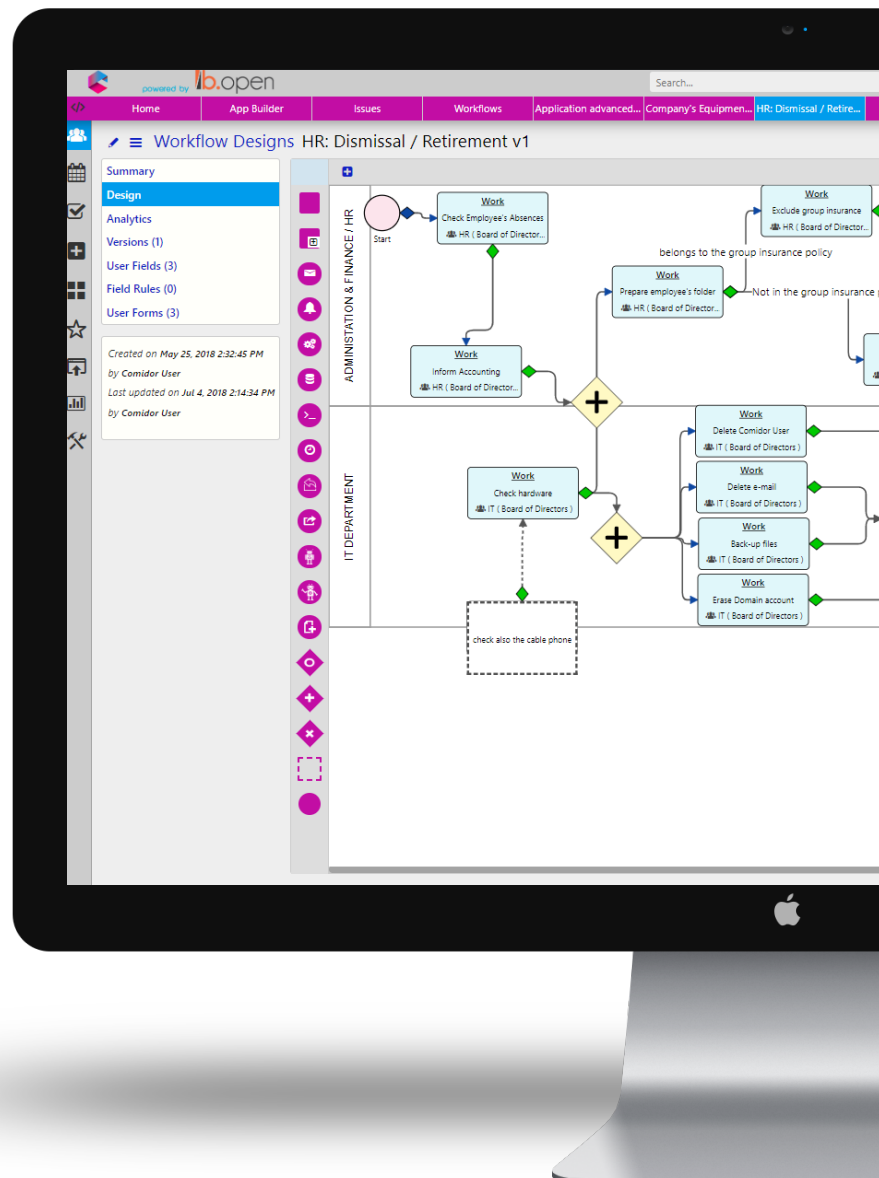 powered by b.open
Search...
</>
Home
App Builder
Issues
Workflows
Application advanced...
Company's Equipmen...
HR: Dismissal / Retire...
Workflow Designs HR: Dismissal / Retirement v1
Summary
Design
Analytics
Versions (1)
User Fields (3)
Field Rules (0)
User Forms (3)
Created on May 25, 2018 2:32:45 PM
by Comidor User
Last updated on Jul 4, 2018 2:14:34 PM
by Comidor User
ADMINISTATION & FINANCE / HR
Start
Work
Check Employee's Absences
HR ( Board of Director...
Work
Exclude group insurance
HR ( Board of Director...
belongs to the group insurance policy
Work
Prepare employee's folder
HR ( Board of Director...
Not in the group insurance
Work
Inform Accounting
HR ( Board of Director...
IT DEPARTMENT
Work
Delete Comidor User
IT ( Board of Directors )
Work
Check hardware
IT ( Board of Directors )
Work
Delete e-mail
IT ( Board of Directors )
Work
Back-up files
IT ( Board of Directors )
Work
Erase Domain account
IT ( Board of Directors )
check also the cable phone